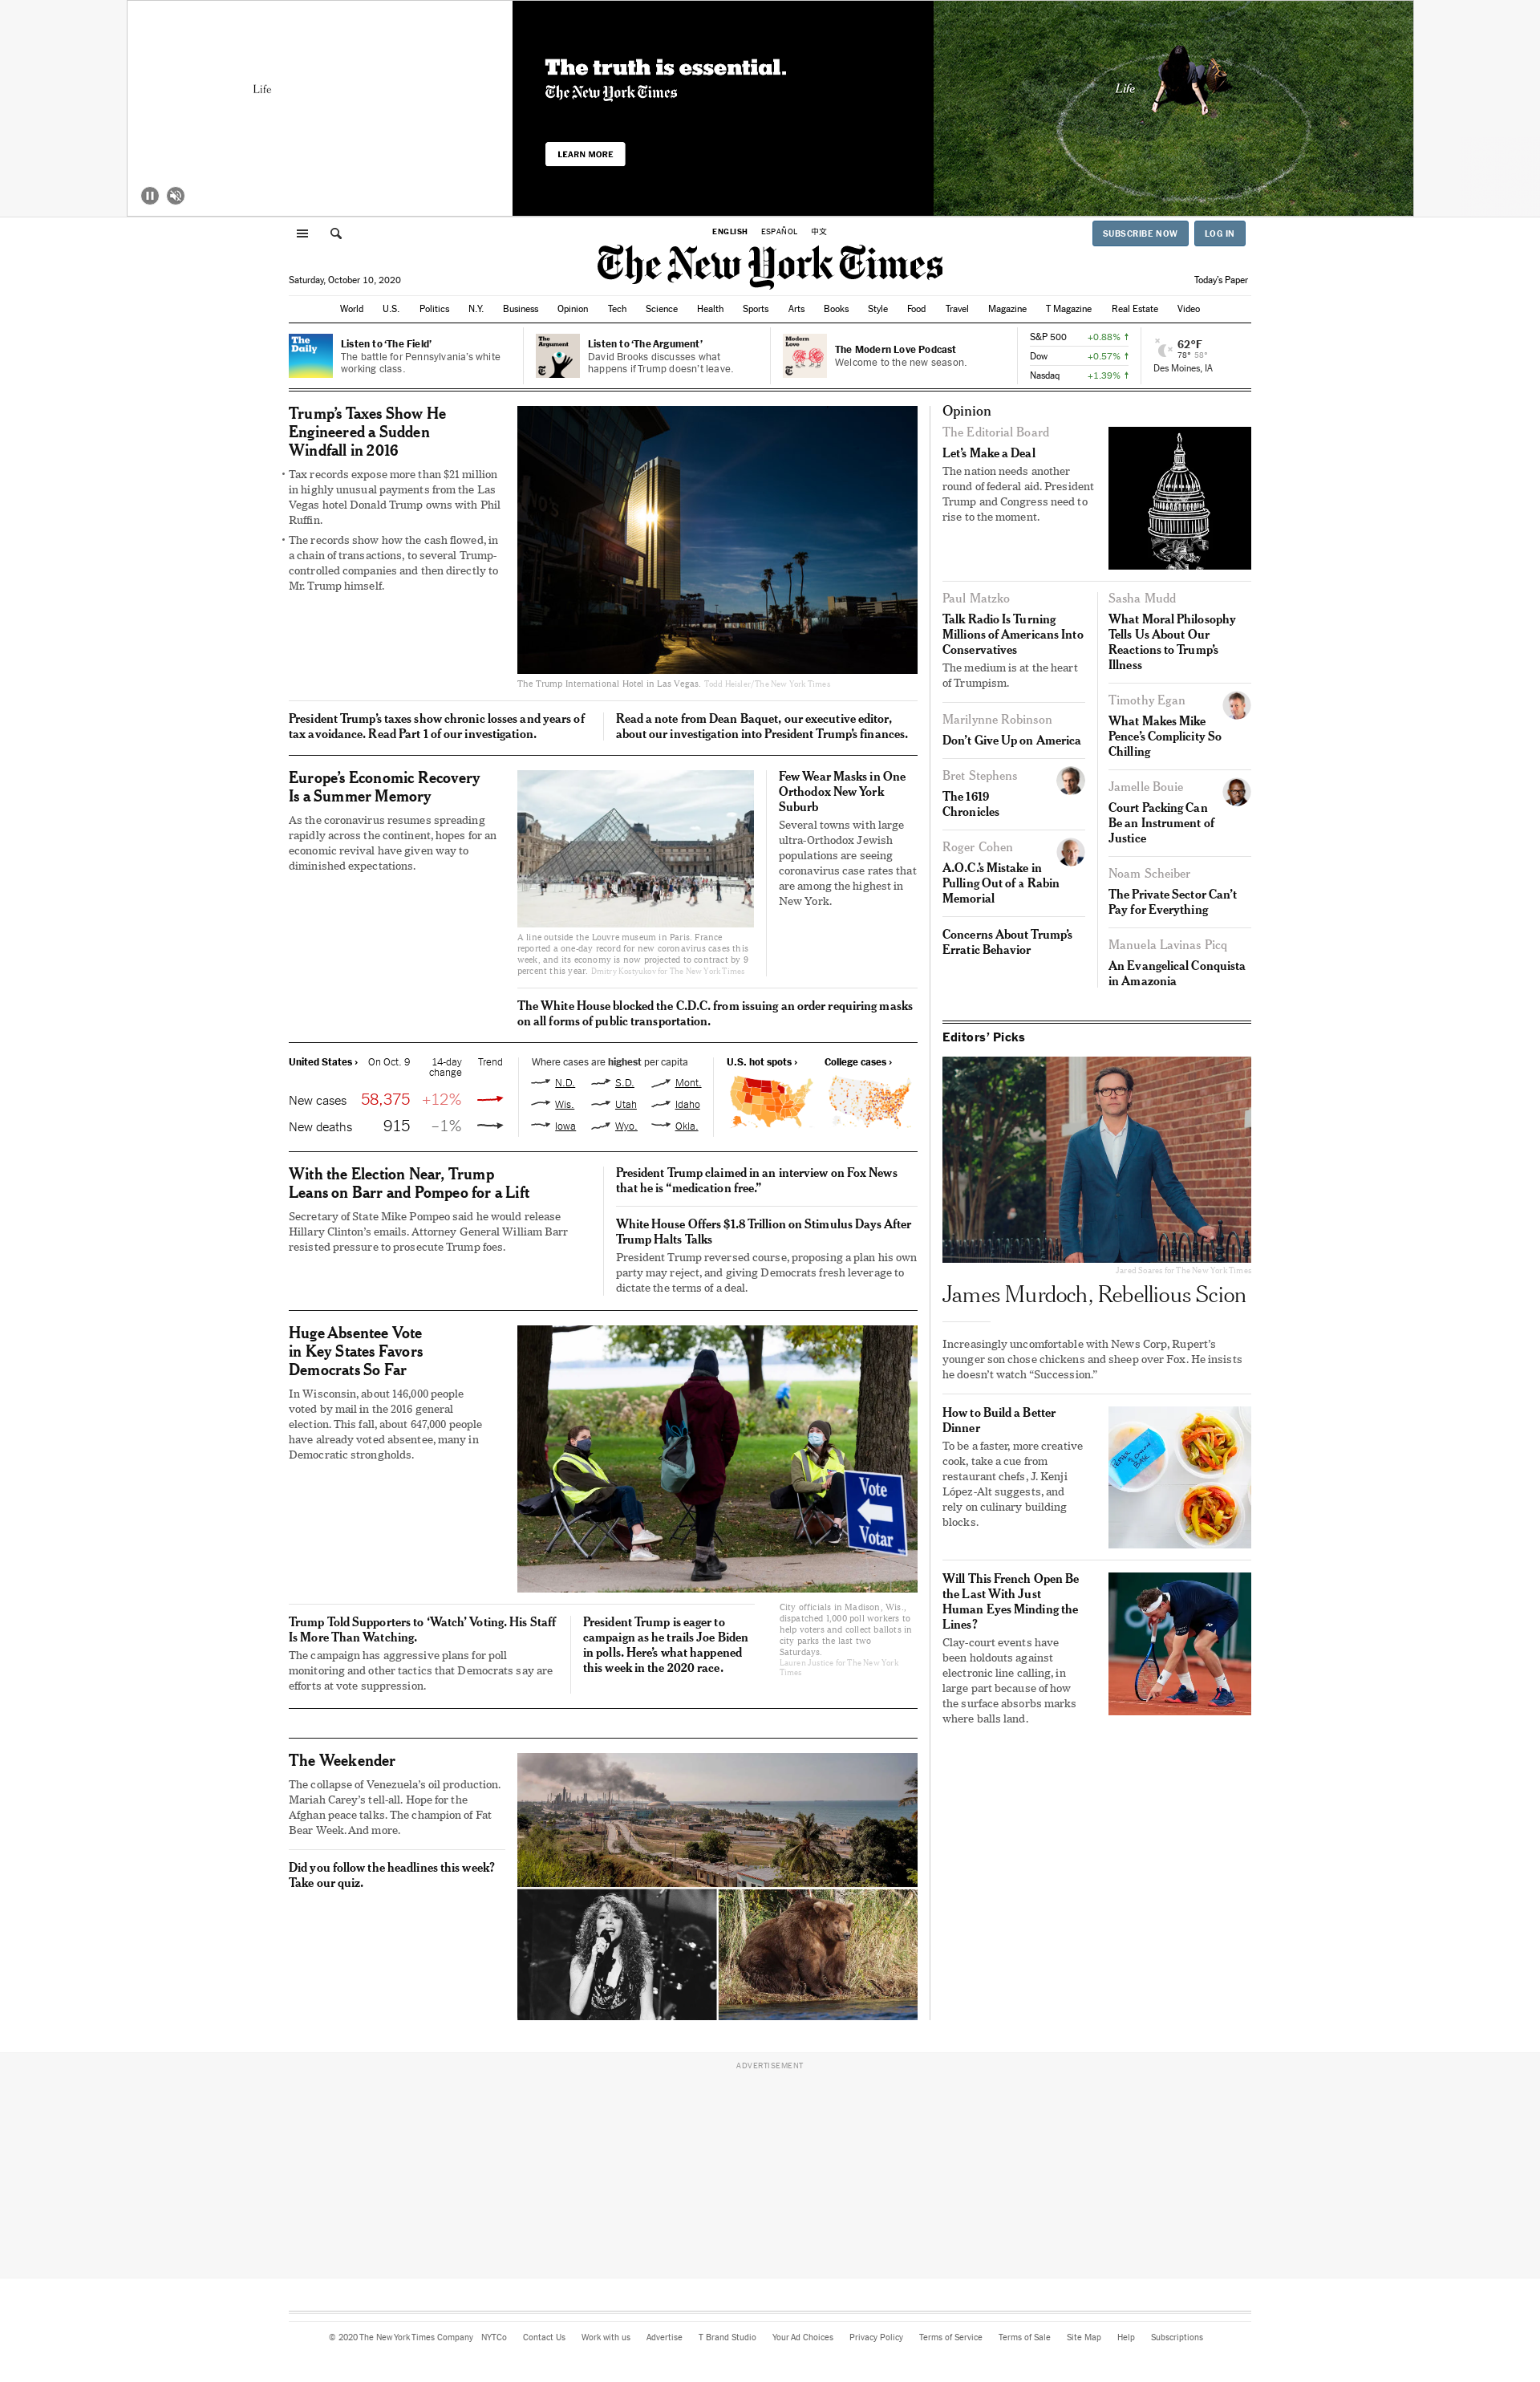 Life
The truth is essential.
The New York Times
LEARN MORE
Life
ENGLISH ESPAÑOL 中文
SUBSCRIBE NOW LOG IN
The New York Times
Saturday, October 10, 2020
Today's Paper
World U.S. Politics N.Y. Business Opinion Tech Science Health Sports Arts Books Style Food Travel Magazine T Magazine Real Estate Video
The
Daily
Listen to ‘The Field’
The battle for Pennsylvania’s white
working class.
The
Argument
Listen to ‘The Argument’
David Brooks discusses what
happens if Trump doesn’t leave.
Modern
Love
The Modern Love Podcast
Welcome to the new season.
S&P 500 +0.88%
Dow +0.57%
Nasdaq +1.39%
62°F
78° 58°
Des Moines, IA
Trump’s Taxes Show He
Engineered a Sudden
Windfall in 2016
• Tax records expose more than $21 million
in highly unusual payments from the Las
Vegas hotel Donald Trump owns with Phil
Ruffin.
• The records show how the cash flowed, in
a chain of transactions, to several Trump-
controlled companies and then directly to
Mr. Trump himself.
The Trump International Hotel in Las Vegas. Todd Heisler/The New York Times
President Trump’s taxes show chronic losses and years of
tax avoidance. Read Part 1 of our investigation.
Read a note from Dean Baquet, our executive editor,
about our investigation into President Trump’s finances.
Europe’s Economic Recovery
Is a Summer Memory
As the coronavirus resumes spreading
rapidly across the continent, hopes for an
economic revival have given way to
diminished expectations.
A line outside the Louvre museum in Paris. France
reported a one-day record for new coronavirus cases this
week, and its economy is now projected to contract by 9
percent this year. Dmitry Kostyukov for The New York Times
Few Wear Masks in One
Orthodox New York
Suburb
Several towns with large
ultra-Orthodox Jewish
populations are seeing
coronavirus case rates that
are among the highest in
New York.
The White House blocked the C.D.C. from issuing an order requiring masks
on all forms of public transportation.
United States › On Oct. 9 14-day
change Trend
New cases 58,375 +12%
New deaths 915 –1%
Where cases are highest per capita
N.D. S.D. Mont.
Wis. Utah Idaho
Iowa Wyo. Okla.
U.S. hot spots › College cases ›
With the Election Near, Trump
Leans on Barr and Pompeo for a Lift
Secretary of State Mike Pompeo said he would release
Hillary Clinton’s emails. Attorney General William Barr
resisted pressure to prosecute Trump foes.
President Trump claimed in an interview on Fox News
that he is “medication free.”
White House Offers $1.8 Trillion on Stimulus Days After
Trump Halts Talks
President Trump reversed course, proposing a plan his own
party may reject, and giving Democrats fresh leverage to
dictate the terms of a deal.
Huge Absentee Vote
in Key States Favors
Democrats So Far
In Wisconsin, about 146,000 people
voted by mail in the 2016 general
election. This fall, about 647,000 people
have already voted absentee, many in
Democratic strongholds.
Vote
Votar
City officials in Madison, Wis.,
dispatched 1,000 poll workers to
help voters and collect ballots in
city parks the last two
Saturdays.
Lauren Justice for The New York
Times
Trump Told Supporters to ‘Watch’ Voting. His Staff
Is More Than Watching.
The campaign has aggressive plans for poll
monitoring and other tactics that Democrats say are
efforts at vote suppression.
President Trump is eager to
campaign as he trails Joe Biden
in polls. Here’s what happened
this week in the 2020 race.
The Weekender
The collapse of Venezuela’s oil production.
Mariah Carey’s tell-all. Hope for the
Afghan peace talks. The champion of Fat
Bear Week. And more.
Did you follow the headlines this week?
Take our quiz.
Opinion
The Editorial Board
Let’s Make a Deal
The nation needs another
round of federal aid. President
Trump and Congress need to
rise to the moment.
Paul Matzko
Talk Radio Is Turning
Millions of Americans Into
Conservatives
The medium is at the heart
of Trumpism.
Marilynne Robinson
Don’t Give Up on America
Bret Stephens
The 1619
Chronicles
Roger Cohen
A.O.C.’s Mistake in
Pulling Out of a Rabin
Memorial
Concerns About Trump’s
Erratic Behavior
Sasha Mudd
What Moral Philosophy
Tells Us About Our
Reactions to Trump’s
Illness
Timothy Egan
What Makes Mike
Pence’s Complicity So
Chilling
Jamelle Bouie
Court Packing Can
Be an Instrument of
Justice
Noam Scheiber
The Private Sector Can’t
Pay for Everything
Manuela Lavinas Picq
An Evangelical Conquista
in Amazonia
Editors’ Picks
Jared Soares for The New York Times
James Murdoch, Rebellious Scion
Increasingly uncomfortable with News Corp, Rupert’s
younger son chose chickens and sheep over Fox. He insists
he doesn’t watch “Succession.”
How to Build a Better
Dinner
To be a faster, more creative
cook, take a cue from
restaurant chefs, J. Kenji
López-Alt suggests, and
rely on culinary building
blocks.
Will This French Open Be
the Last With Just
Human Eyes Minding the
Lines?
Clay-court events have
been holdouts against
electronic line calling, in
large part because of how
the surface absorbs marks
where balls land.
ADVERTISEMENT
© 2020 The New York Times Company NYTCo Contact Us Work with us Advertise T Brand Studio Your Ad Choices Privacy Policy Terms of Service Terms of Sale Site Map Help Subscriptions